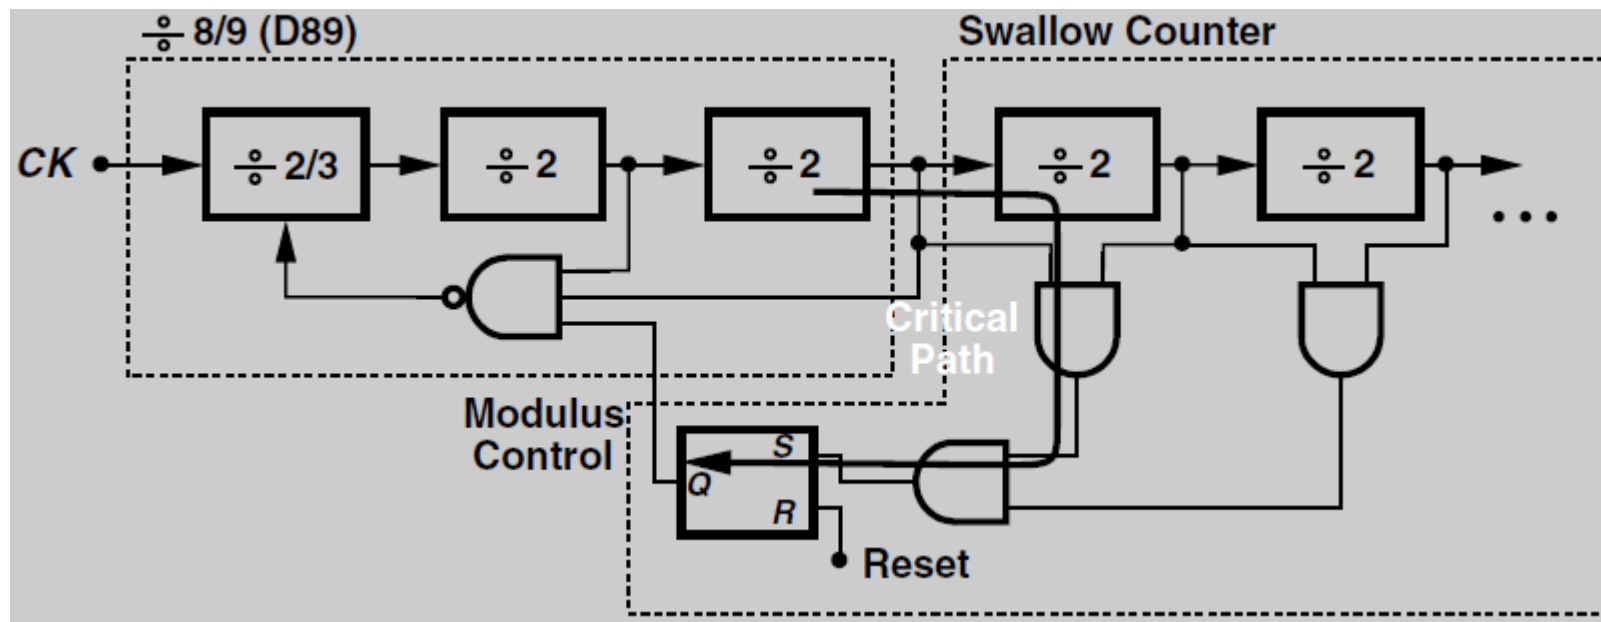 ÷ 8/9 (D89)
Swallow Counter
CK
÷ 2/3
÷ 2
÷ 2
÷ 2
÷ 2
...
Critical
Path
Modulus
Control
S
Q
R
Reset